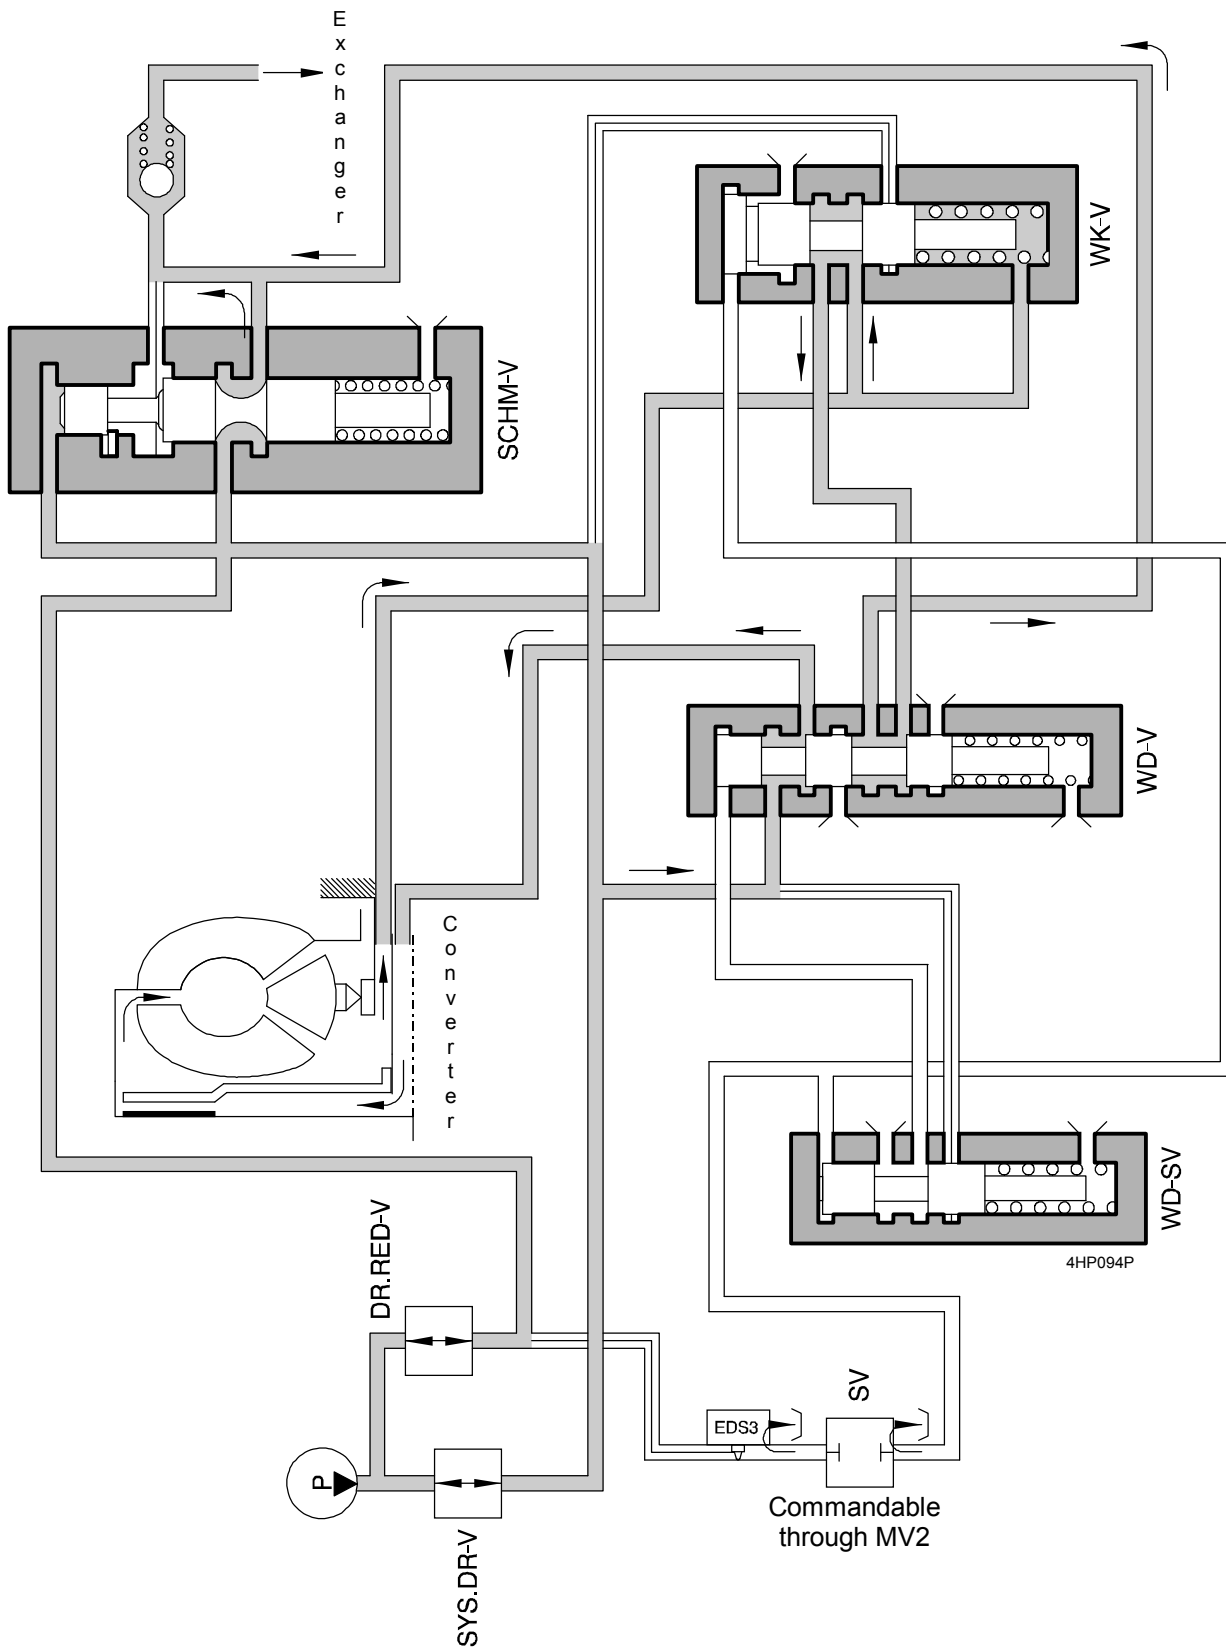 Exchanger
WK-V
SCHM-V
WD-V
Converter
WD-SV
4HP094P
DR.RED-V
SV
EDS3
P
Commandable
through MV2
SYS.DR-V